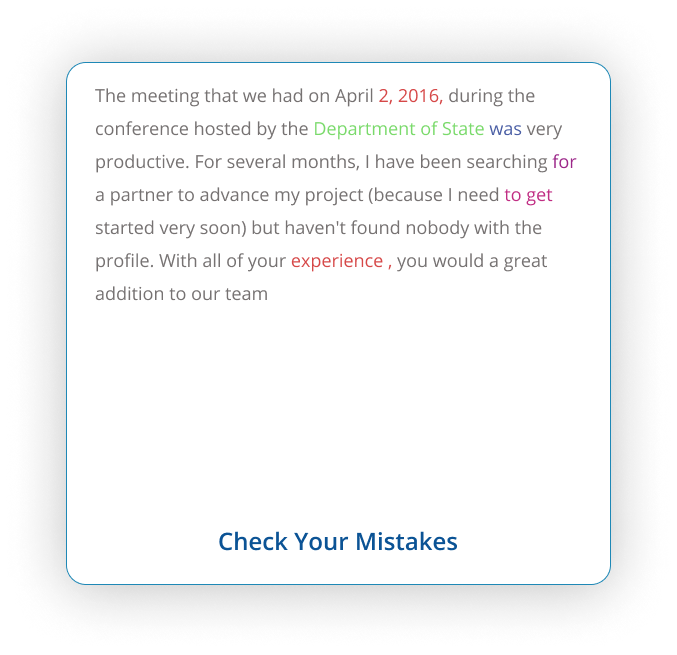 The meeting that we had on April 2, 2016, during the
conference hosted by the Department of State was very
productive. For several months, I have been searching for
a partner to advance my project (because I need to get
started very soon) but haven't found nobody with the
profile. With all of your experience , you would a great
addition to our team
Check Your Mistakes